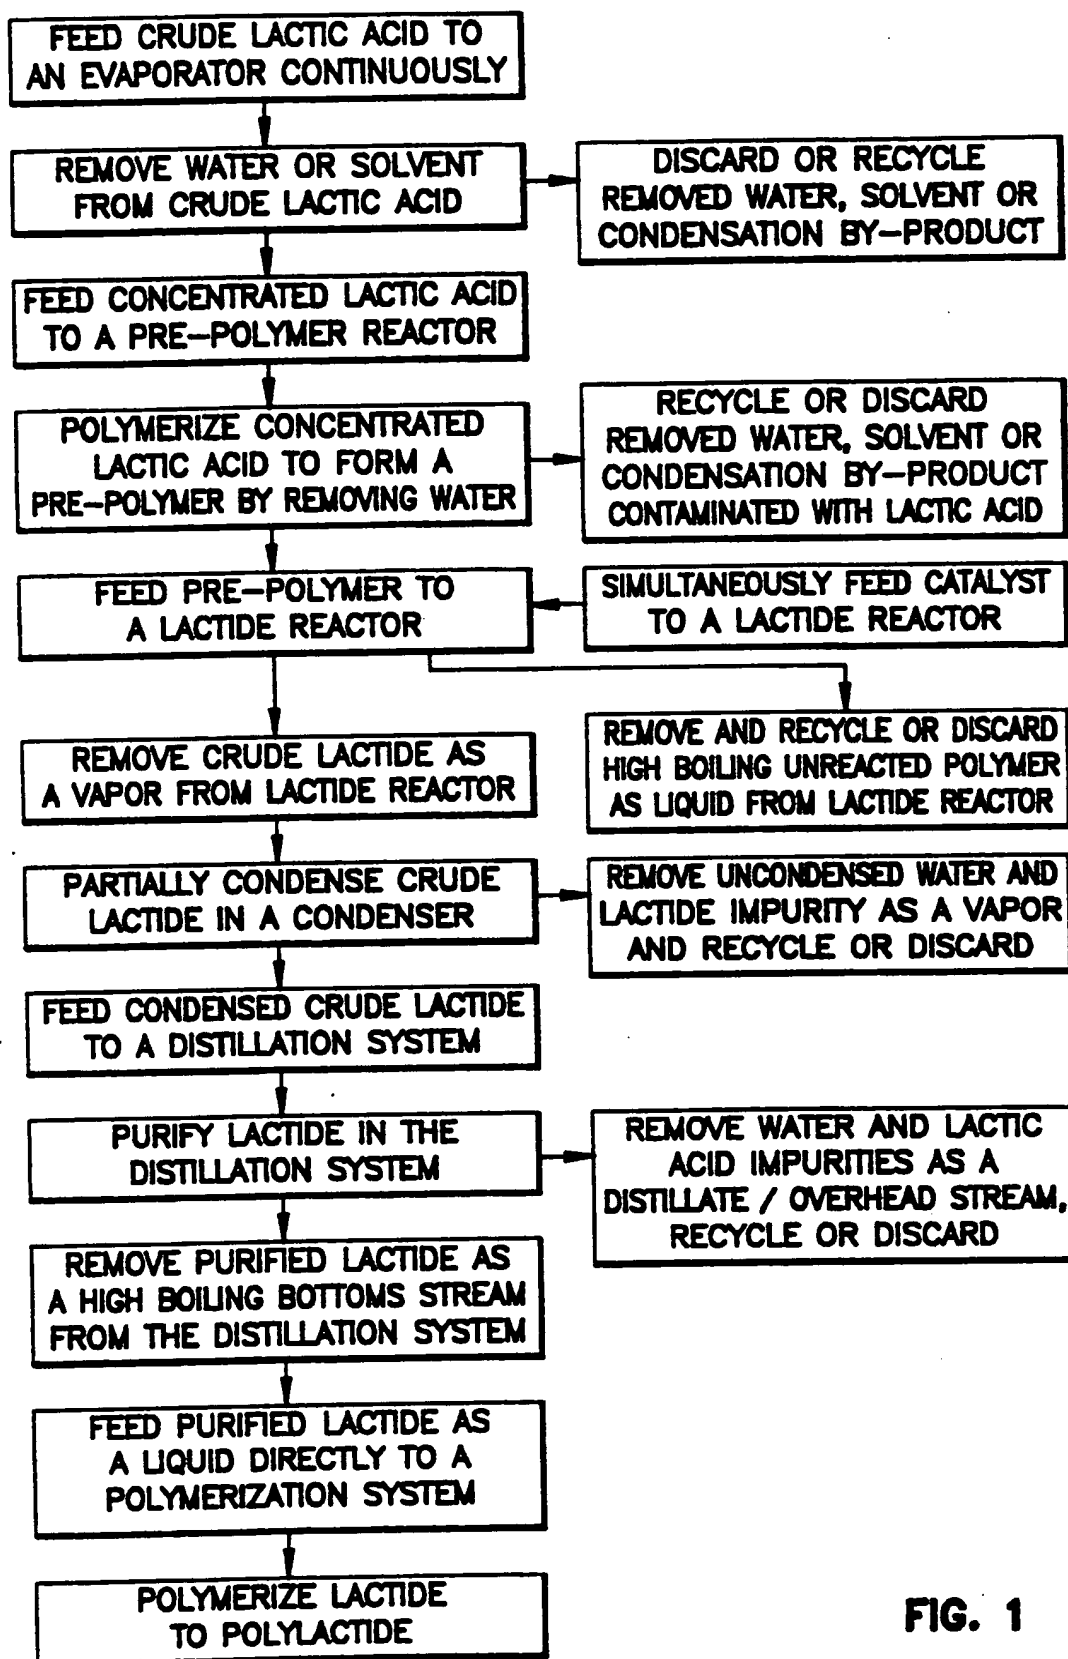 FEED CRUDE LACTIC ACID TO
AN EVAPORATOR CONTINUOUSLY
REMOVE WATER OR SOLVENT
FROM CRUDE LACTIC ACID
DISCARD OR RECYCLE
REMOVED WATER, SOLVENT OR
CONDENSATION BY-PRODUCT
FEED CONCENTRATED LACTIC ACID
TO A PRE-POLYMER REACTOR
POLYMERIZE CONCENTRATED
LACTIC ACID TO FORM A
PRE-POLYMER BY REMOVING WATER
RECYCLE OR DISCARD
REMOVED WATER, SOLVENT OR
CONDENSATION BY-PRODUCT
CONTAMINATED WITH LACTIC ACID
FEED PRE-POLYMER TO
A LACTIDE REACTOR
SIMULTANEOUSLY FEED CATALYST
TO A LACTIDE REACTOR
REMOVE CRUDE LACTIDE AS
A VAPOR FROM LACTIDE REACTOR
REMOVE AND RECYCLE OR DISCARD
HIGH BOILING UNREACTED POLYMER
AS LIQUID FROM LACTIDE REACTOR
PARTIALLY CONDENSE CRUDE
LACTIDE IN A CONDENSER
REMOVE UNCONDENSED WATER AND
LACTIDE IMPURITY AS A VAPOR
AND RECYCLE OR DISCARD
FEED CONDENSED CRUDE LACTIDE
TO A DISTILLATION SYSTEM
PURIFY LACTIDE IN THE
DISTILLATION SYSTEM
REMOVE WATER AND LACTIC
ACID IMPURITIES AS A
DISTILLATE / OVERHEAD STREAM,
RECYCLE OR DISCARD
REMOVE PURIFIED LACTIDE AS
A HIGH BOILING BOTTOMS STREAM
FROM THE DISTILLATION SYSTEM
FEED PURIFIED LACTIDE AS
A LIQUID DIRECTLY TO A
POLYMERIZATION SYSTEM
POLYMERIZE LACTIDE
TO POLYLACTIDE
FIG. 1